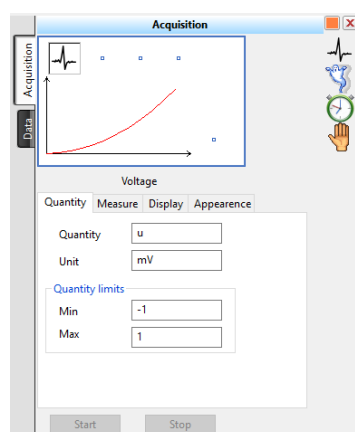 Acquisition
Acquisition
Data
Voltage
Quantity Measure Display Appearence
Quantity u
Unit mV
Quantity limits
Min -1
Max 1
Start Stop